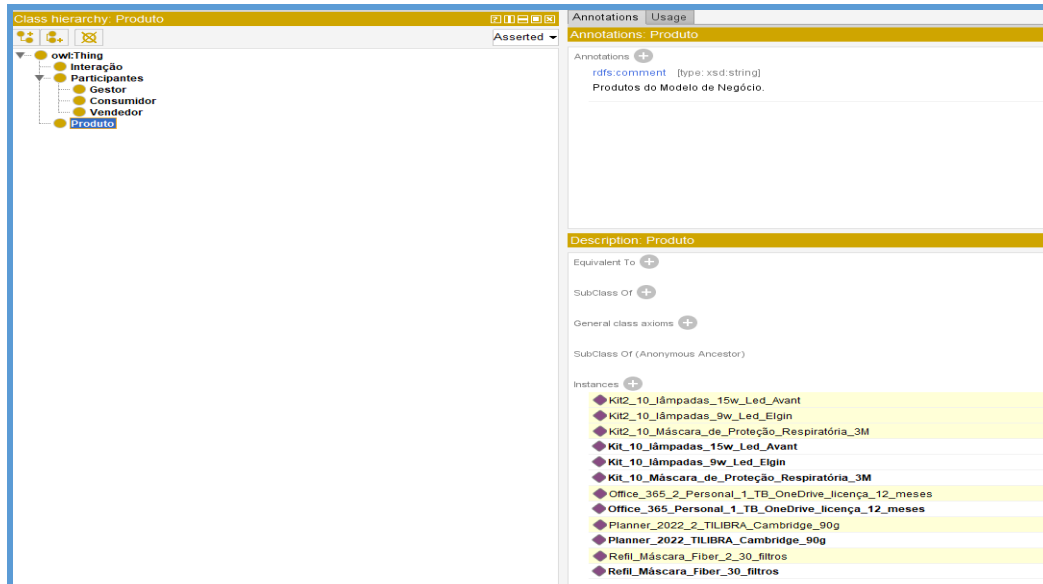 Class hierarchy: Produto
Asserted
owl:Thing
Interação
Participantes
Gestor
Consumidor
Vendedor
Produto
Annotations Usage
Annotations: Produto
Annotations
rdfs:comment [type: xsd:string]
Produtos do Modelo de Negócio.
Description: Produto
Equivalent To
SubClass Of
General class axioms
SubClass Of (Anonymous Ancestor)
Instances
Kit2_10_lâmpadas_15w_Led_Avant
Kit2_10_lâmpadas_9w_Led_Elgin
Kit2_10_Máscara_de_Proteção_Respiratória_3M
Kit_10_lâmpadas_15w_Led_Avant
Kit_10_lâmpadas_9w_Led_Elgin
Kit_10_Máscara_de_Proteção_Respiratória_3M
Office_365_2_Personal_1_TB_OneDrive_licença_12_meses
Office_365_Personal_1_TB_OneDrive_licença_12_meses
Planner_2022_2_TILIBRA_Cambridge_90g
Planner_2022_TILIBRA_Cambridge_90g
Refil_Máscara_Fiber_2_30_filtros
Refil_Máscara_Fiber_30_filtros